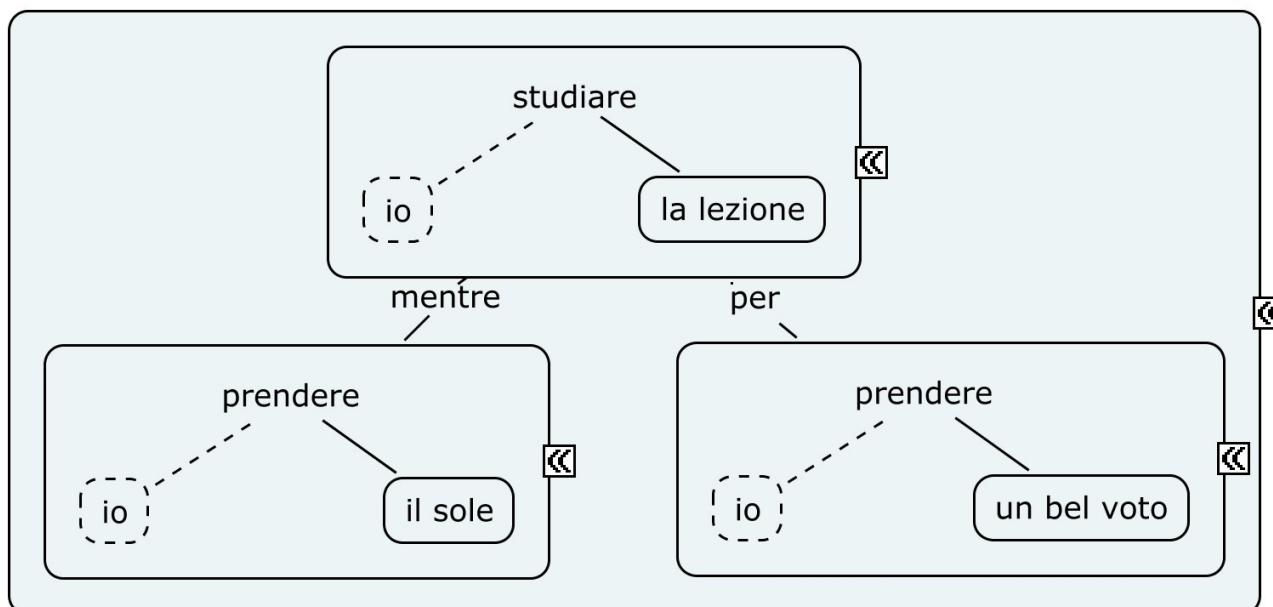 studiare
io
la lezione
mentre
per
prendere
io
il sole
prendere
io
un bel voto